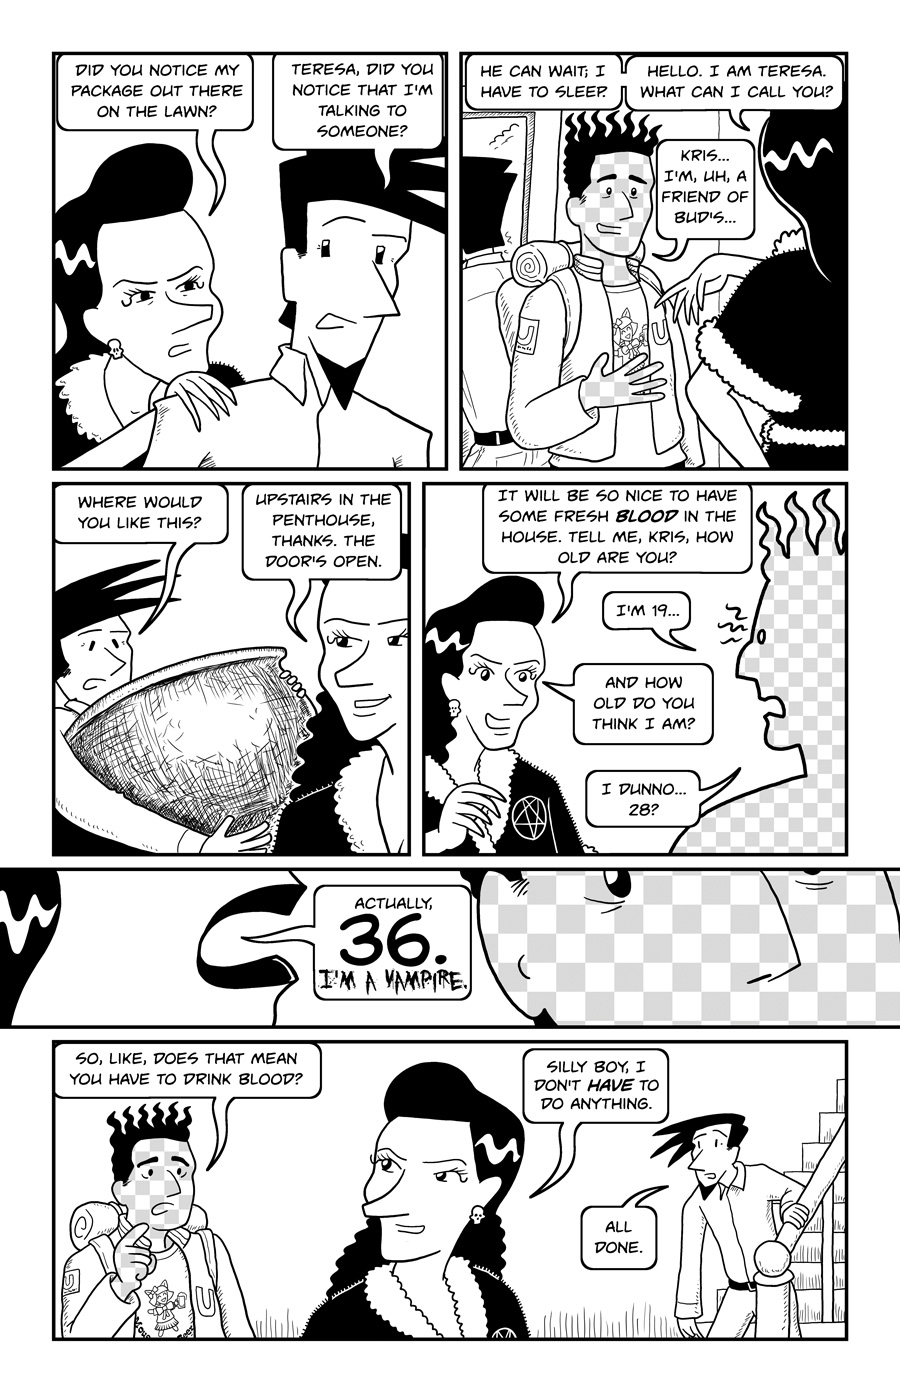 DID YOU NOTICE MY
PACKAGE OUT THERE
ON THE LAWN?
TERESA, DID YOU
NOTICE THAT I'M
TALKING TO
SOMEONE?
HE CAN WAIT; I
HAVE TO SLEEP.
HELLO. I AM TERESA.
WHAT CAN I CALL YOU?
KRIS...
I'M, UH, A
FRIEND OF
BUD'S...
U
U
WHERE WOULD
YOU LIKE THIS?
UPSTAIRS IN THE
PENTHOUSE,
THANKS. THE
DOOR'S OPEN.
IT WILL BE SO NICE TO HAVE
SOME FRESH BLOOD IN THE
HOUSE. TELL ME, KRIS, HOW
OLD ARE YOU?
I'M 19...
AND HOW
OLD DO YOU
THINK I AM?
I DUNNO...
28?
ACTUALLY,
36.
I'M A VAMPIRE.
SO, LIKE, DOES THAT MEAN
YOU HAVE TO DRINK BLOOD?
SILLY BOY, I
DON'T HAVE TO
DO ANYTHING.
ALL
DONE.
U
U